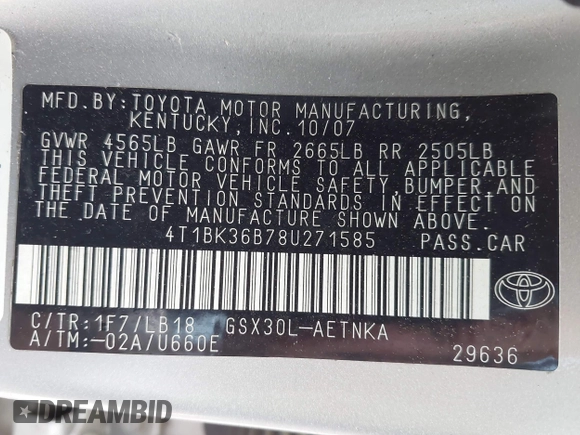 MFD.BY:TOYOTA MOTOR MANUFACTURING,
KENTUCKY,INC.10/07
GVWR 4565LB GAWR FR 2665LB RR 2505LB
THIS VEHICLE CONFORMS TO ALL APPLICABLE
FEDERAL MOTOR VEHICLE SAFETY,BUMPER,AND
THEFT PREVENTION STANDARDS IN EFFECT ON
THE DATE OF MANUFACTURE SHOWN ABOVE.
4T1BK36B78U271585 PASS.CAR
C/TR:1F7/LB18 GSX30L-AETNKA
A/TM:-02A/U660E 29636
DREAMBID